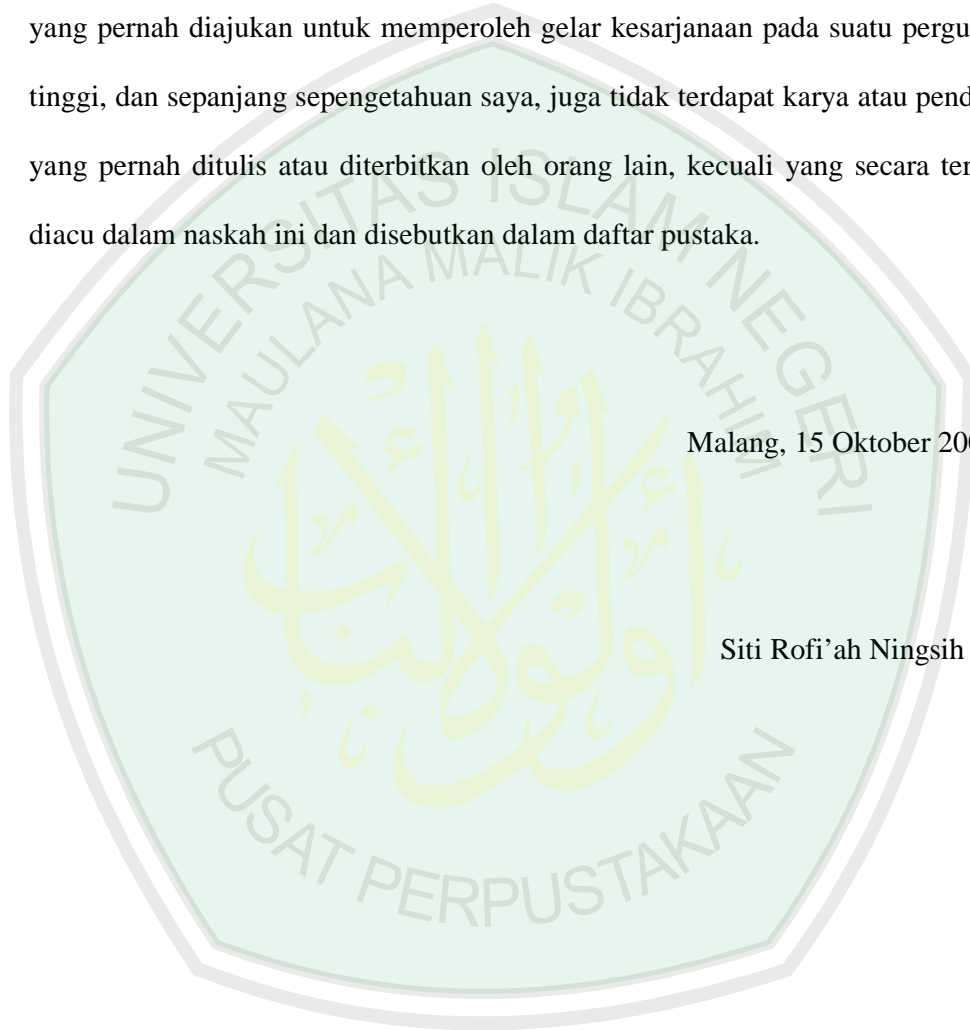 yang pernah diajukan untuk memperoleh gelar kesarjanaan pada suatu pergu
tinggi, dan sepanjang sepengetahuan saya, juga tidak terdapat karya atau pend
yang pernah ditulis atau diterbitkan oleh orang lain, kecuali yang secara ter
diacu dalam naskah ini dan disebutkan dalam daftar pustaka.
UNIVERSITAS ISLAM NEGERI
MAULANA MALIK IBRAHIM
Malang, 15 Oktober 200
أولوا الألباب
Siti Rofi’ah Ningsih
PUSAT PERPUSTAKAAN